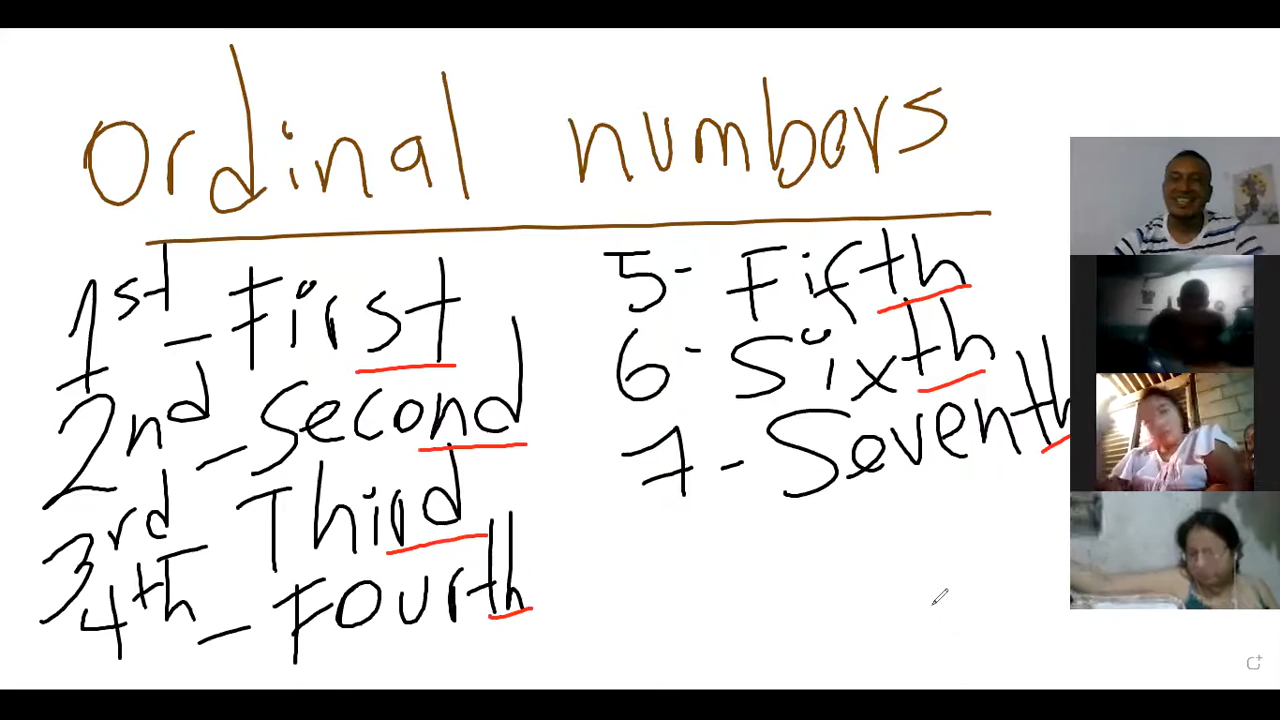 Ordinal numbers
1st - First
2nd - Second
3rd - Third
4th - Fourth
5 - Fifth
6 - Sixth
7 - Seventh